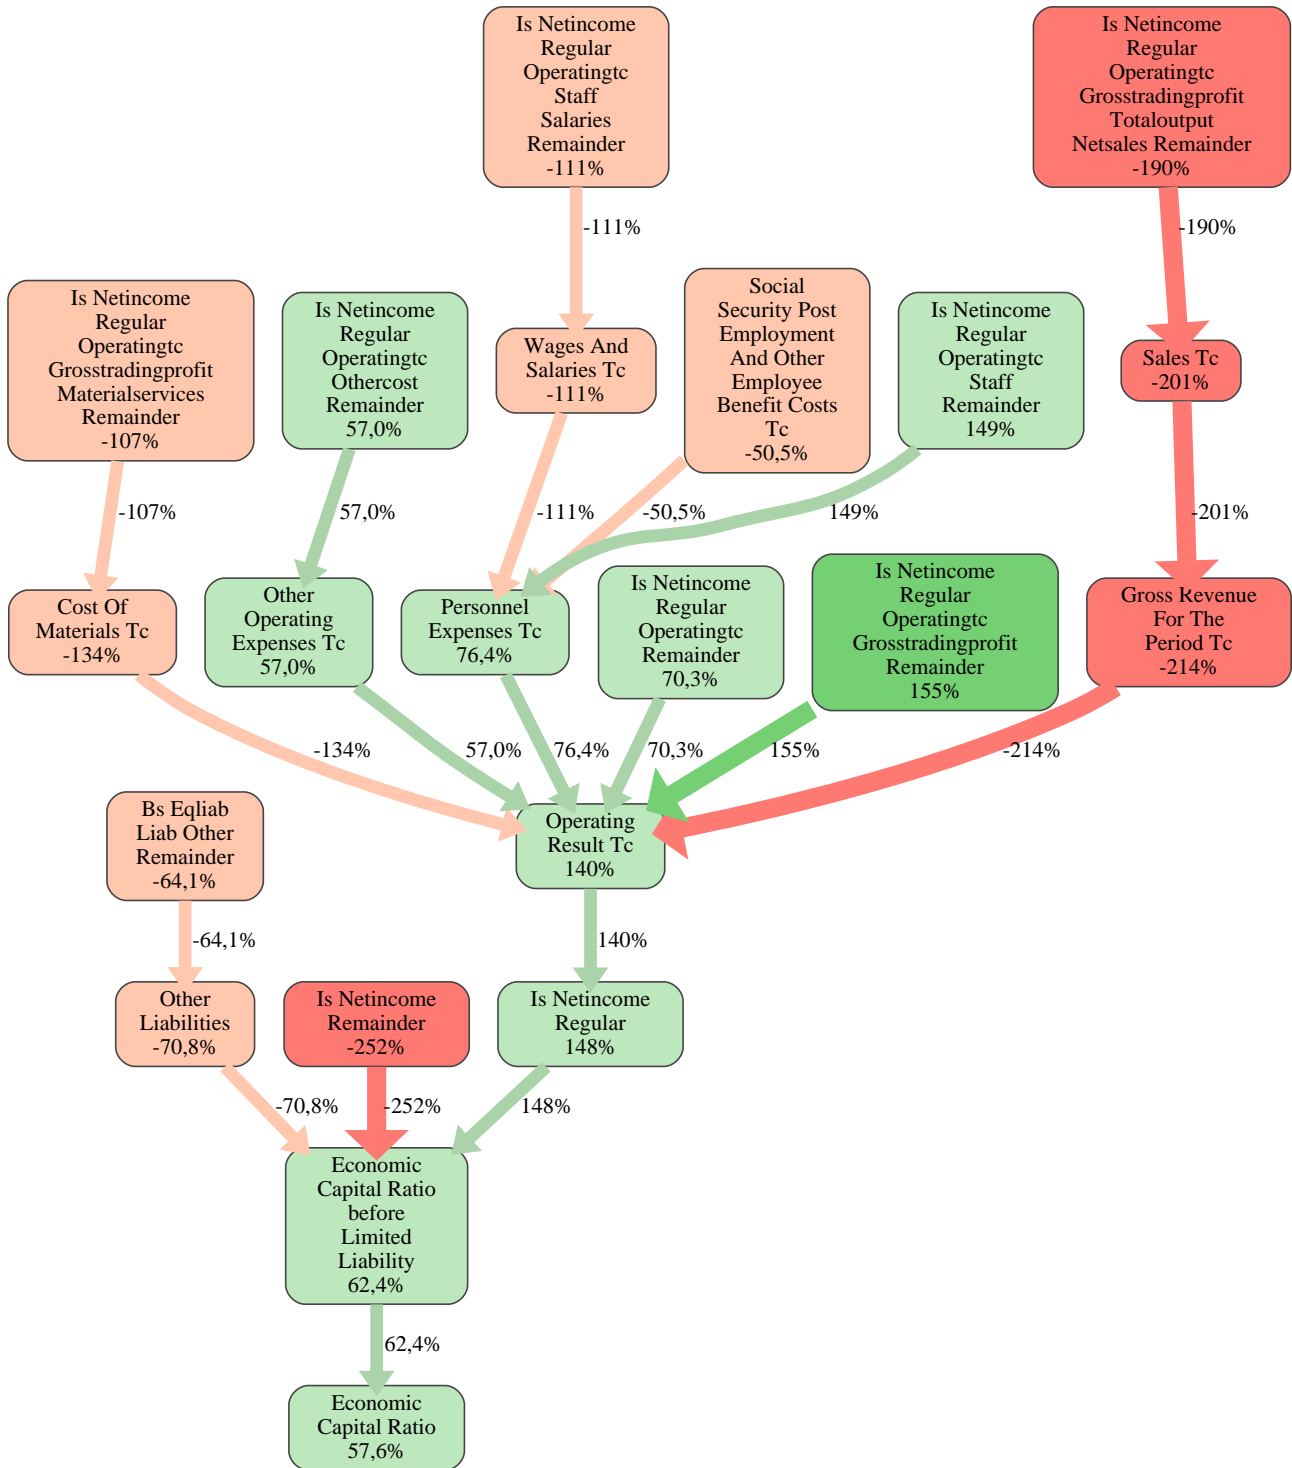 Is Netincome
Regular
Operatingtc
Staff
Salaries
Remainder
-111%
Is Netincome
Regular
Operatingtc
Grosstradingprofit
Totaloutput
Netsales Remainder
-190%
-111%
-190%
Is Netincome
Regular
Operatingtc
Grosstradingprofit
Materialservices
Remainder
-107%
Is Netincome
Regular
Operatingtc
Othercost
Remainder
57,0%
Wages And
Salaries Tc
-111%
Social
Security Post
Employment
And Other
Employee
Benefit Costs
Tc
-50,5%
Is Netincome
Regular
Operatingtc
Staff
Remainder
149%
Sales Tc
-201%
-107%
57,0%
-111%
-50,5%
149%
-201%
Cost Of
Materials Tc
-134%
Other
Operating
Expenses Tc
57,0%
Personnel
Expenses Tc
76,4%
Is Netincome
Regular
Operatingtc
Remainder
70,3%
Is Netincome
Regular
Operatingtc
Grosstradingprofit
Remainder
155%
Gross Revenue
For The
Period Tc
-214%
-134%
57,0%
76,4%
70,3%
155%
-214%
Bs Eqliab
Liab Other
Remainder
-64,1%
Operating
Result Tc
140%
-64,1%
140%
Other
Liabilities
-70,8%
Is Netincome
Remainder
-252%
Is Netincome
Regular
148%
-70,8%
-252%
148%
Economic
Capital Ratio
before
Limited
Liability
62,4%
62,4%
Economic
Capital Ratio
57,6%